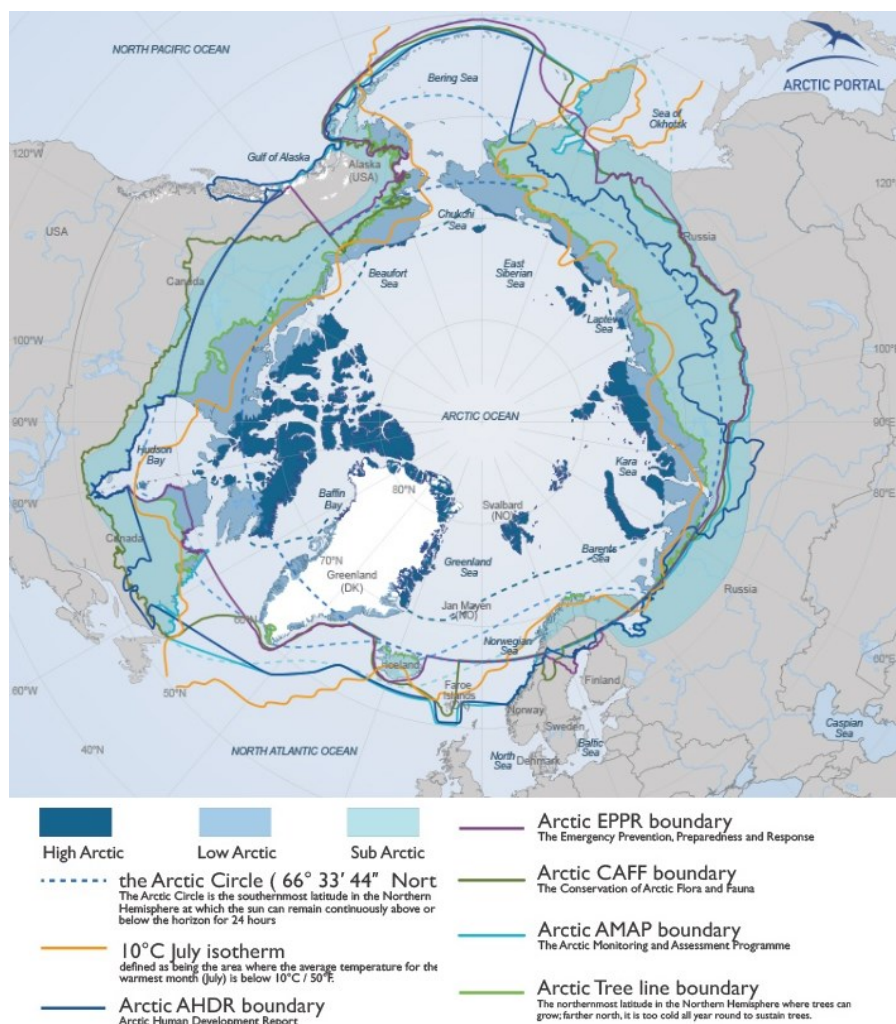 NORTH PACIFIC OCEAN
Bering Sea
ARCTIC PORTAL
Sea of
Okhotsk
120°W
Gulf of Alaska
Alaska
(USA)
120°
USA
Chukchi
Sea
Russia
Canada
Beaufort
Sea
East
Siberian
Sea
Laptev
Sea
100°W
100°E
ARCTIC OCEAN
90°W
90°E
Hudson
Bay
Kara
Sea
Baffin
Bay
80°N
80°W
80°E
Svalbard
(NO)
Canada
Barents
Sea
70°N
Greenland
Sea
Greenland
(DK)
Russia
Jan Mayen
(NO)
60°N
Norwegian
Sea
Iceland
Finland
60°W
50°N
Faroe
Islands
Norway
Sweden
Caspian
Sea
40°N
NORTH ATLANTIC OCEAN
North
Sea
Baltic
Sea
Denmark
High Arctic
Low Arctic
Sub Arctic
the Arctic Circle ( 66° 33′ 44″ Nort
The Arctic Circle is the southernmost latitude in the Northern
Hemisphere at which the sun can remain continuously above or
below the horizon for 24 hours
10°C July isotherm
defined as being the area where the average temperature for the
warmest month (July) is below 10°C / 50°F.
Arctic AHDR boundary
Arctic Human Development Report
Arctic EPPR boundary
The Emergency Prevention, Preparedness and Response
Arctic CAFF boundary
The Conservation of Arctic Flora and Fauna
Arctic AMAP boundary
The Arctic Monitoring and Assessment Programme
Arctic Tree line boundary
The northernmost latitude in the Northern Hemisphere where trees can
grow; farther north, it is too cold all year round to sustain trees.